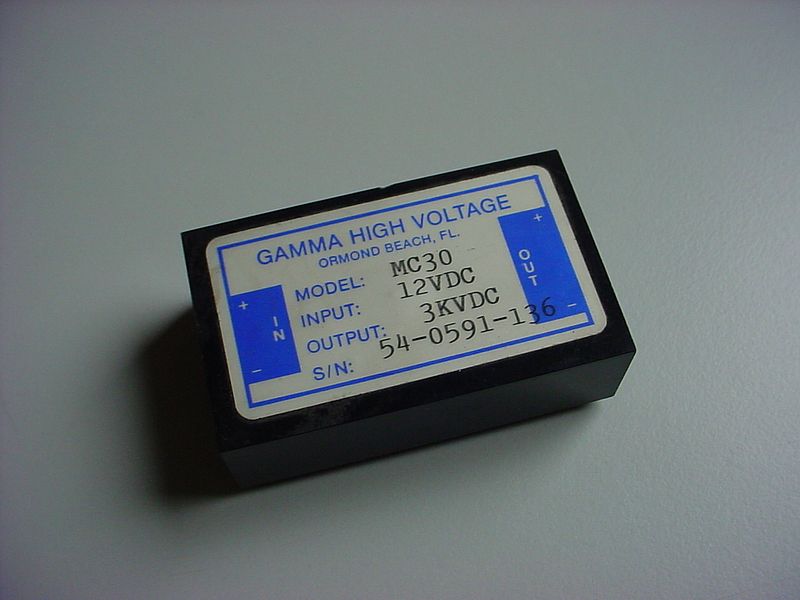 GAMMA HIGH VOLTAGE
ORMOND BEACH, FL.
MODEL: MC30
INPUT: 12VDC
OUTPUT: 3KVDC
S/N: 54-0591-136
+ IN -
+ OUT -